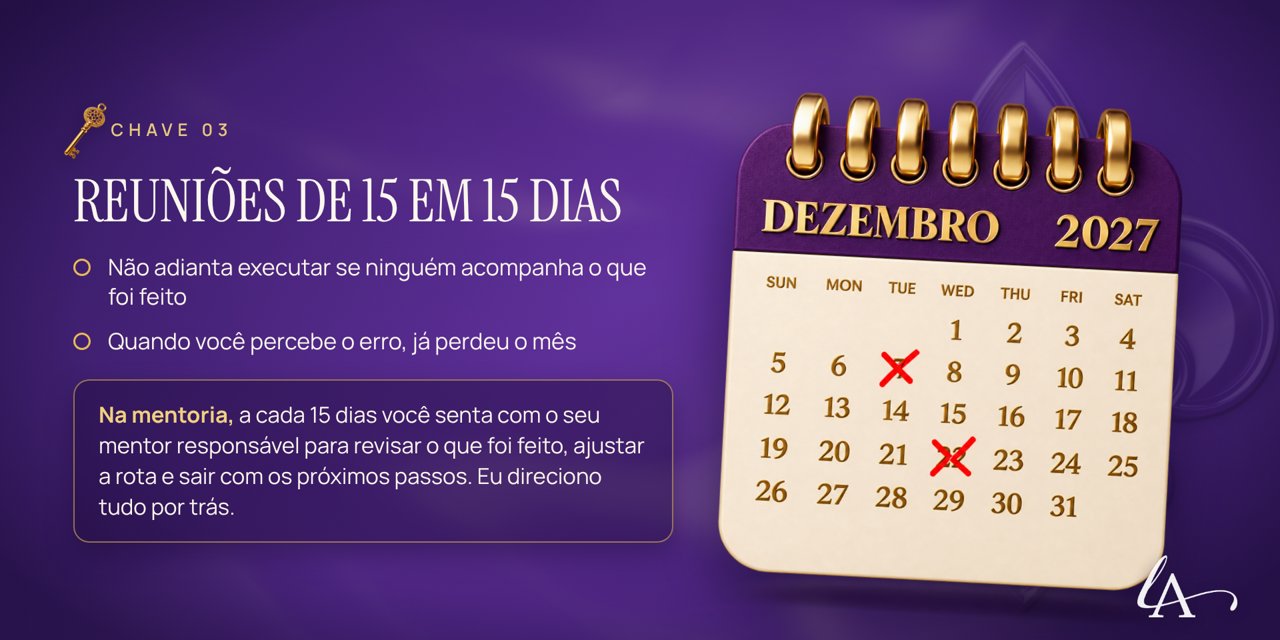 CHAVE 03
REUNIÕES DE 15 EM 15 DIAS
Não adianta executar se ninguém acompanha o que
foi feito
Quando você percebe o erro, já perdeu o mês
Na mentoria, a cada 15 dias você senta com o seu
mentor responsável para revisar o que foi feito, ajustar
a rota e sair com os próximos passos. Eu direciono
tudo por trás.
DEZEMBRO 2027
SUN MON TUE WED THU FRI SAT
1 2 3 4
5 6 7 8 9 10 11
12 13 14 15 16 17 18
19 20 21 22 23 24 25
26 27 28 29 30 31
LA